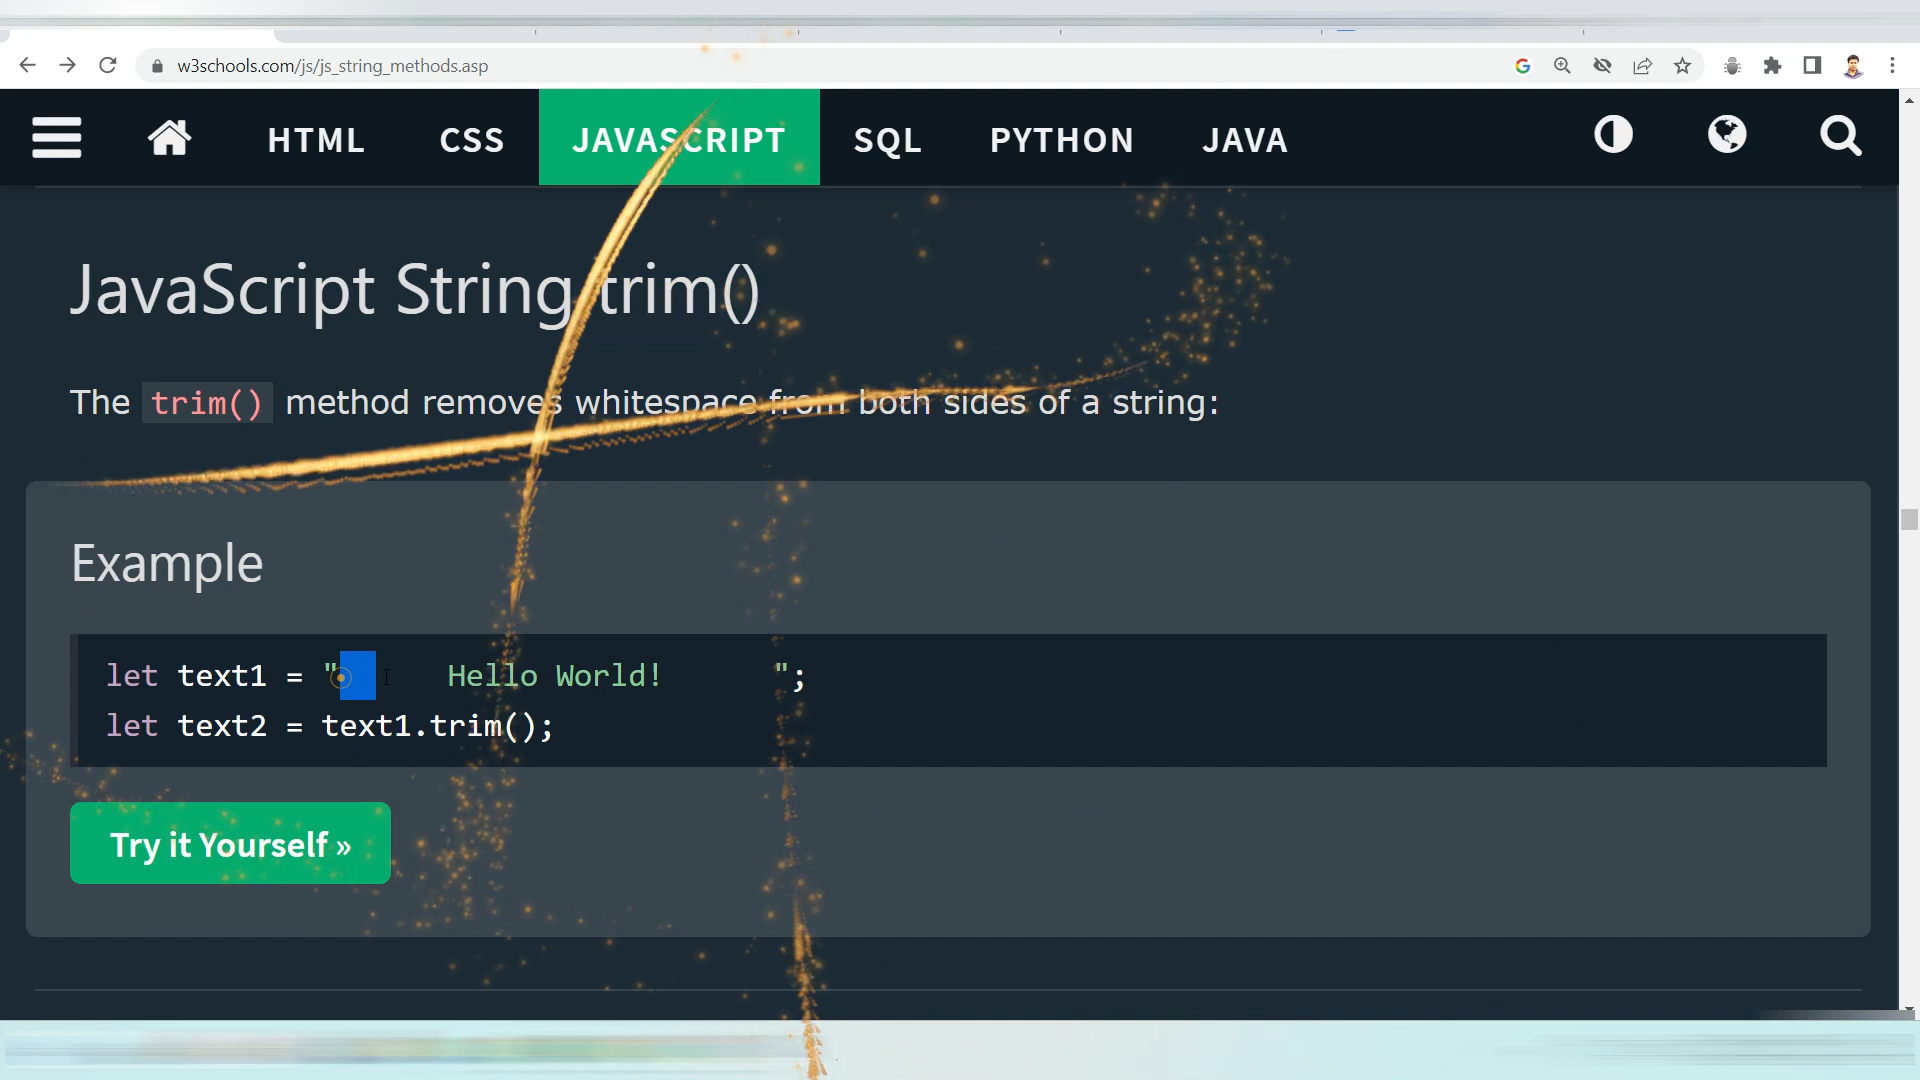 w3schools.com/js/js_string_methods.asp
HTML CSS JAVASCRIPT SQL PYTHON JAVA
JavaScript String trim()
The trim() method removes whitespace from both sides of a string:
Example
let text1 = "      Hello World!      ";
let text2 = text1.trim();
Try it Yourself »